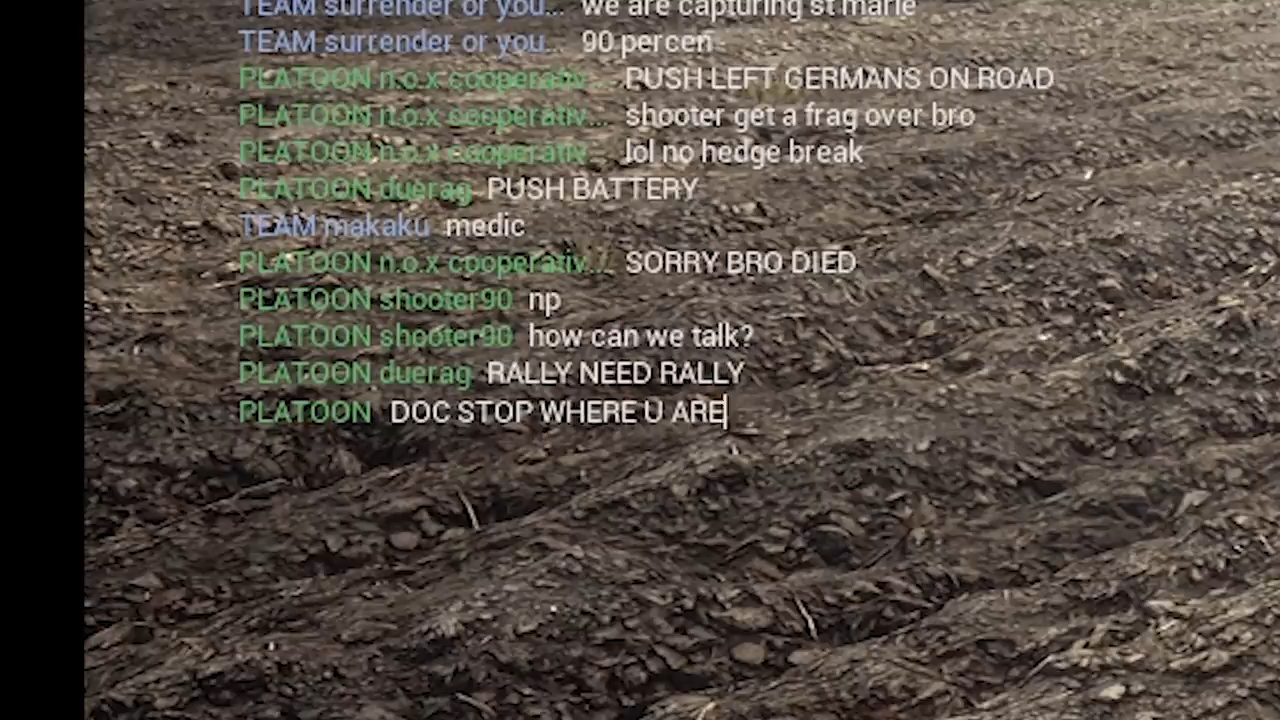 TEAM surrender or you... we are capturing st marie
TEAM surrender or you... 90 percen
PLATOON n.o.x cooperativ... PUSH LEFT GERMANS ON ROAD
PLATOON n.o.x cooperativ... shooter get a frag over bro
PLATOON n.o.x cooperativ... lol no hedge break
PLATOON duerag PUSH BATTERY
TEAM makaku medic
PLATOON n.o.x cooperativ... SORRY BRO DIED
PLATOON shooter90 np
PLATOON shooter90 how can we talk?
PLATOON duerag RALLY NEED RALLY
PLATOON DOC STOP WHERE U ARE